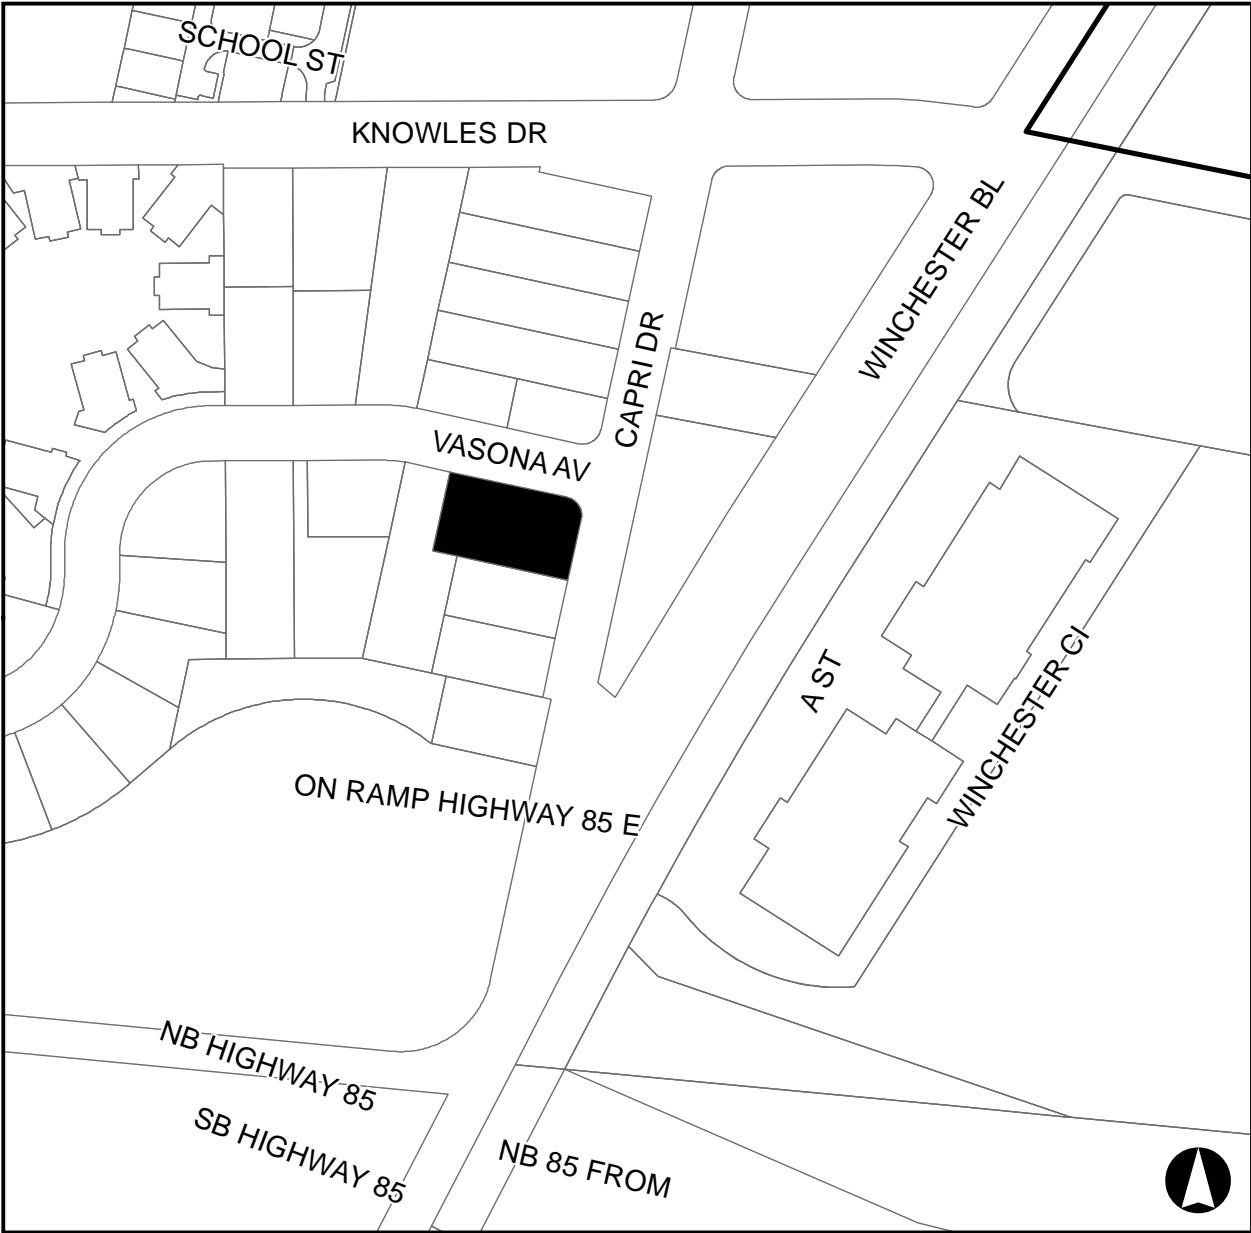 SCHOOL ST
KNOWLES DR
WINCHESTER BL
CAPRI DR
VASONA AV
A ST
WINCHESTER CI
ON RAMP HIGHWAY 85 E
NB HIGHWAY 85
SB HIGHWAY 85
NB 85 FROM